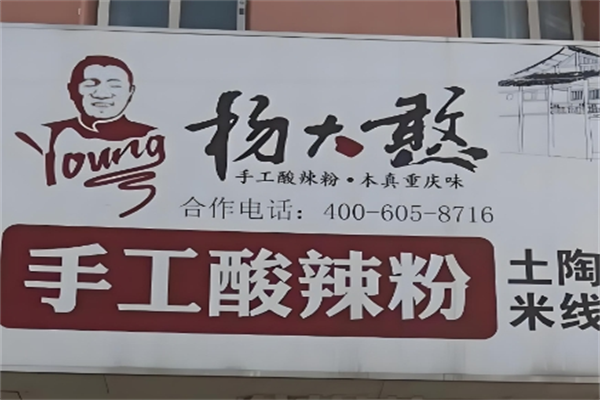 Young
杨大憨
手工酸辣粉·本真重庆味
合作电话：400-605-8716
手工酸辣粉
土陶
米线